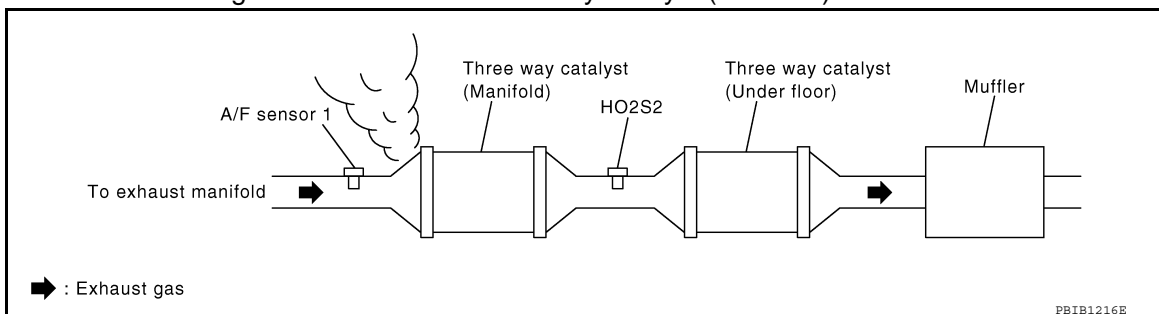 Three way catalyst
(Manifold)
Three way catalyst
(Under floor)
Muffler
HO2S2
A/F sensor 1
To exhaust manifold
: Exhaust gas
PBIB1216E